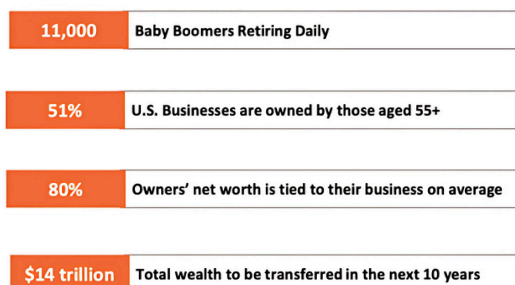 11,000 Baby Boomers Retiring Daily
51% U.S. Businesses are owned by those aged 55+
80% Owners' net worth is tied to their business on average
$14 trillion Total wealth to be transferred in the next 10 years